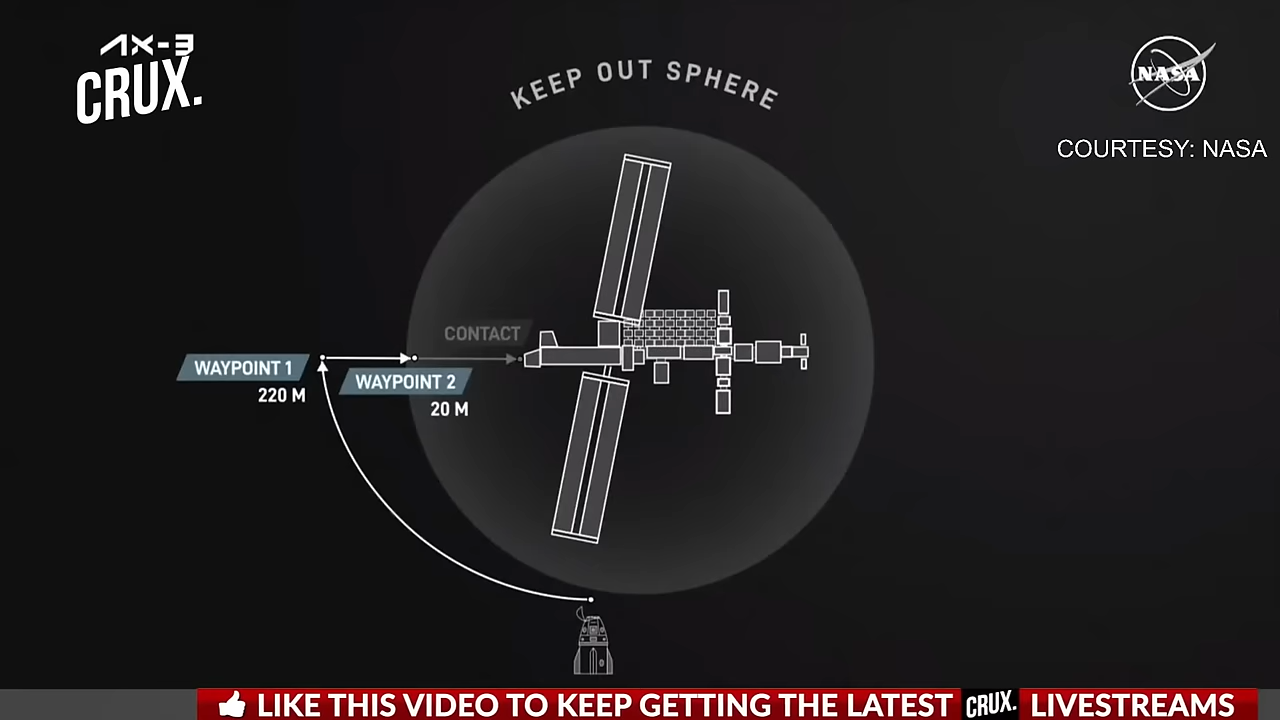 AX-3
CRUX.
KEEP OUT SPHERE
NASA
COURTESY: NASA
CONTACT
WAYPOINT 1
220 M
WAYPOINT 2
20 M
LIKE THIS VIDEO TO KEEP GETTING THE LATEST CRUX. LIVESTREAMS